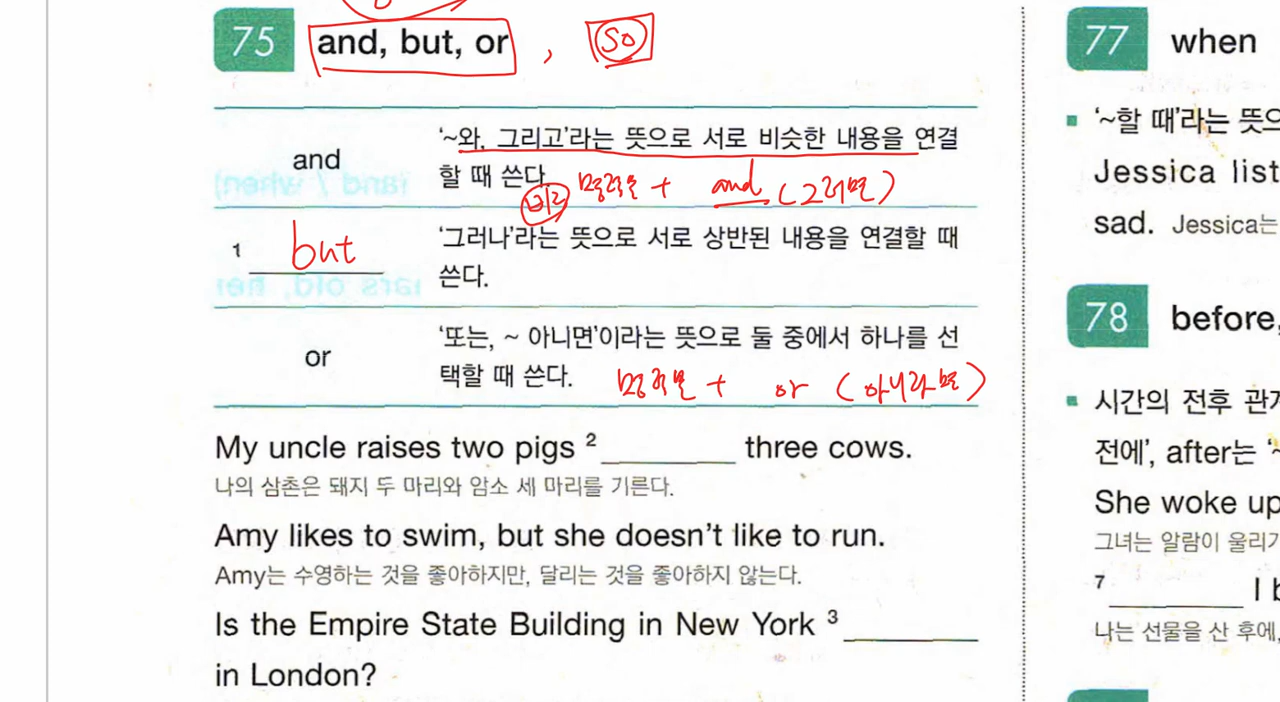 75 and, but, or , so
and
'~와, 그리고'라는 뜻으로 서로 비슷한 내용을 연결
할 때 쓴다.
명령문 + and (그러면)
1 but
'그러나'라는 뜻으로 서로 상반된 내용을 연결할 때
쓴다.
or
'또는, ~ 아니면'이라는 뜻으로 둘 중에서 하나를 선
택할 때 쓴다.
명령문 + or (아니라면)
My uncle raises two pigs 2 ________ three cows.
나의 삼촌은 돼지 두 마리와 암소 세 마리를 기른다.
Amy likes to swim, but she doesn't like to run.
Amy는 수영하는 것을 좋아하지만, 달리는 것을 좋아하지 않는다.
Is the Empire State Building in New York 3 ________
in London?
77 when
'~할 때'라는 뜻으
Jessica list
sad. Jessica는
78 before,
시간의 전후 관계
전에', after는 '~
She woke up
그녀는 알람이 울리기
7 ________ I b
나는 선물을 산 후에,